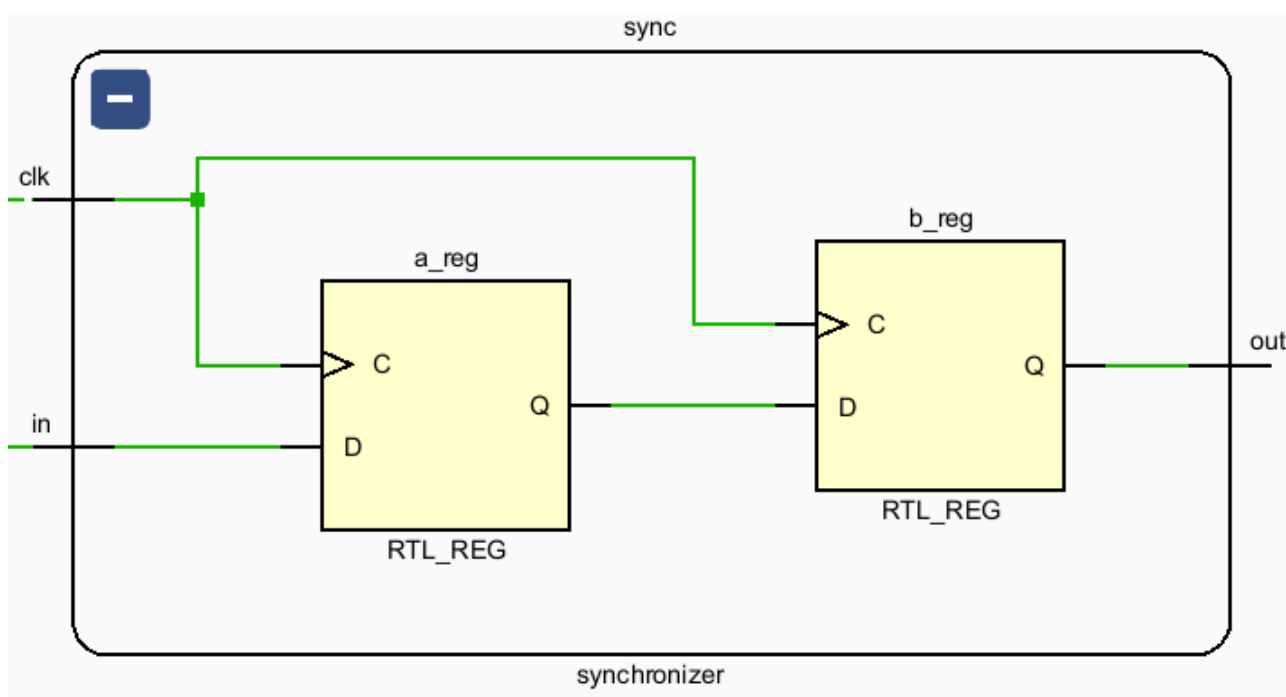 sync
clk
in
a_reg
C
D
Q
RTL_REG
b_reg
C
D
Q
RTL_REG
out
synchronizer